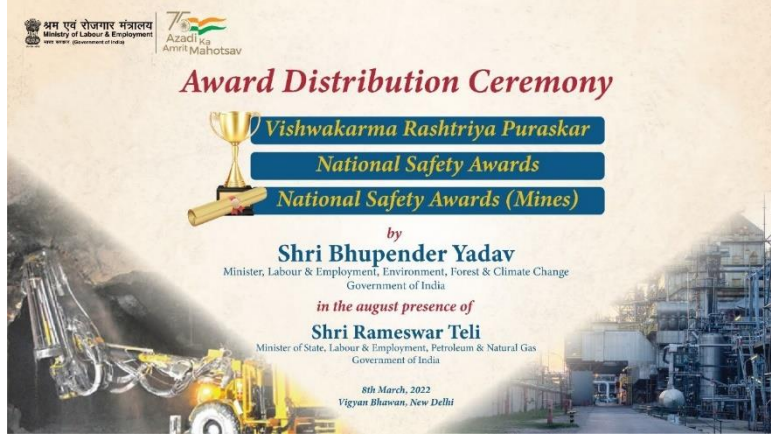 श्रम एवं रोजगार मंत्रालय
Ministry of Labour & Employment
भारत सरकार (Government of India)
75
Azadi Ka
Amrit Mahotsav
Award Distribution Ceremony
Vishwakarma Rashtriya Puraskar
National Safety Awards
National Safety Awards (Mines)
by
Shri Bhupender Yadav
Minister, Labour & Employment, Environment, Forest & Climate Change
Government of India
in the august presence of
Shri Rameswar Teli
Minister of State, Labour & Employment, Petroleum & Natural Gas
Government of India
8th March, 2022
Vigyan Bhawan, New Delhi